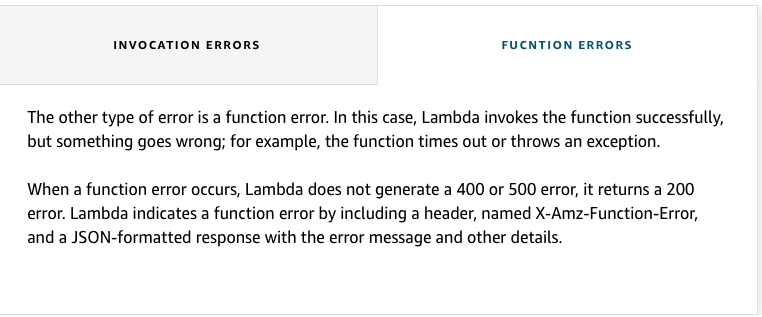 INVOCATION ERRORS
FUCNTION ERRORS
The other type of error is a function error. In this case, Lambda invokes the function successfully,
but something goes wrong; for example, the function times out or throws an exception.
When a function error occurs, Lambda does not generate a 400 or 500 error, it returns a 200
error. Lambda indicates a function error by including a header, named X-Amz-Function-Error,
and a JSON-formatted response with the error message and other details.